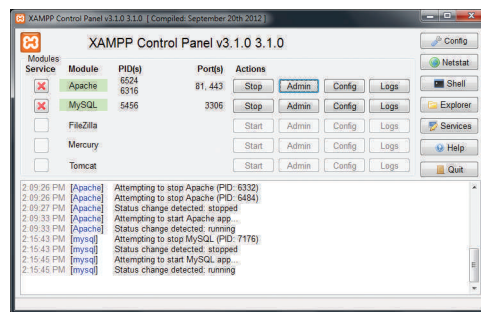 XAMPP Control Panel v3.1.0 3.1.0 [ Compiled: September 20th 2012 ]
XAMPP Control Panel v3.1.0 3.1.0
Config
Modules
Service Module PID(s) Port(s) Actions
Netstat
Apache 6524 6316 81, 443 Stop Admin Config Logs
Shell
MySQL 5456 3306 Stop Admin Config Logs
Explorer
FileZilla Start Admin Config Logs
Services
Mercury Start Admin Config Logs
Help
Tomcat Start Admin Config Logs
Quit
2:09:26 PM [Apache] Attempting to stop Apache (PID: 6332)
2:09:26 PM [Apache] Attempting to stop Apache (PID: 6484)
2:09:27 PM [Apache] Status change detected: stopped
2:09:33 PM [Apache] Attempting to start Apache app...
2:09:33 PM [Apache] Status change detected: running
2:15:43 PM [mysql] Attempting to stop MySQL (PID: 7176)
2:15:43 PM [mysql] Status change detected: stopped
2:15:45 PM [mysql] Attempting to start MySQL app...
2:15:45 PM [mysql] Status change detected: running